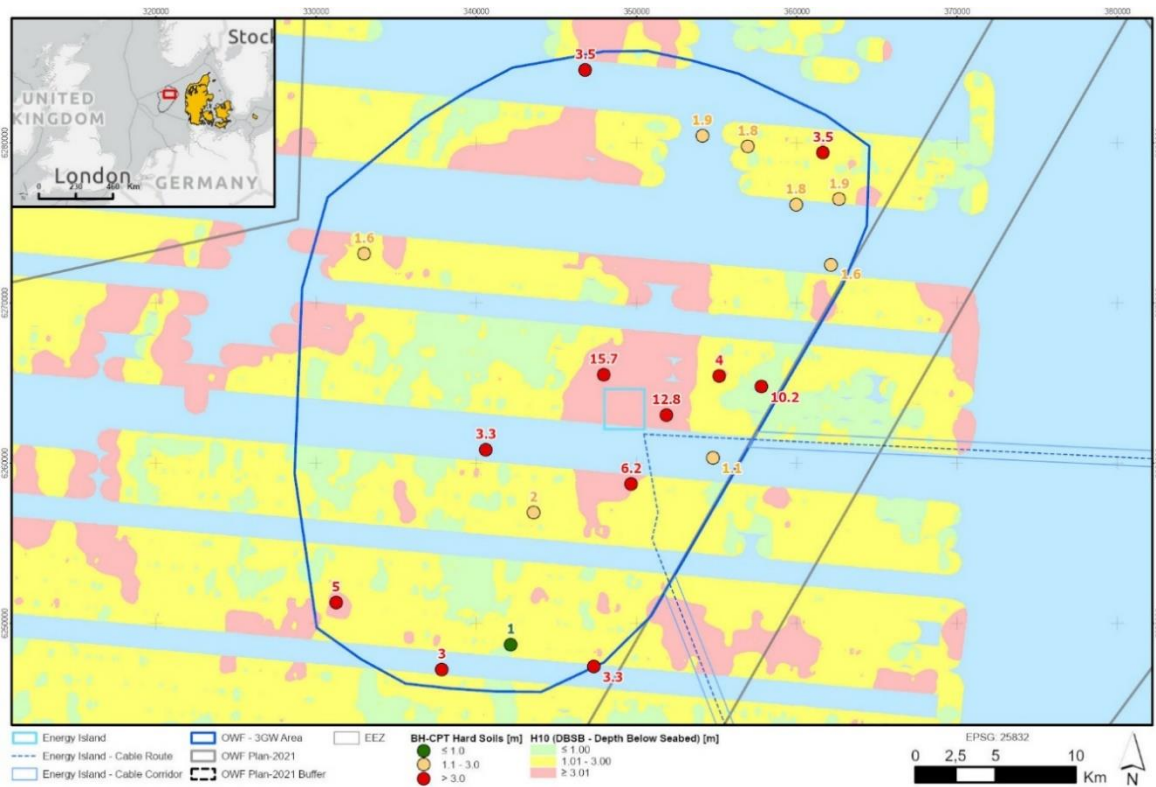 320000 330000 340000 350000 360000 370000 380000
Stock
UNITED
KINGDOM
London
GERMANY
0 230 460 Km
6280000
6270000
6260000
6250000
3.5
1.9
1.8
3.5
1.8
1.9
1.6
1.6
15.7
4
10.2
12.8
3.3
1.1
6.2
2
5
1
3
3.3
Energy Island
Energy Island - Cable Route
Energy Island - Cable Corridor
OWF - 3GW Area
OWF Plan-2021
OWF Plan-2021 Buffer
EEZ
BH-CPT Hard Soils [m]
≤ 1.0
1.1 - 3.0
> 3.0
H10 (DBSB - Depth Below Seabed) [m]
≤ 1.00
1.01 - 3.00
≥ 3.01
EPSG: 25832
0 2,5 5 10
Km
N